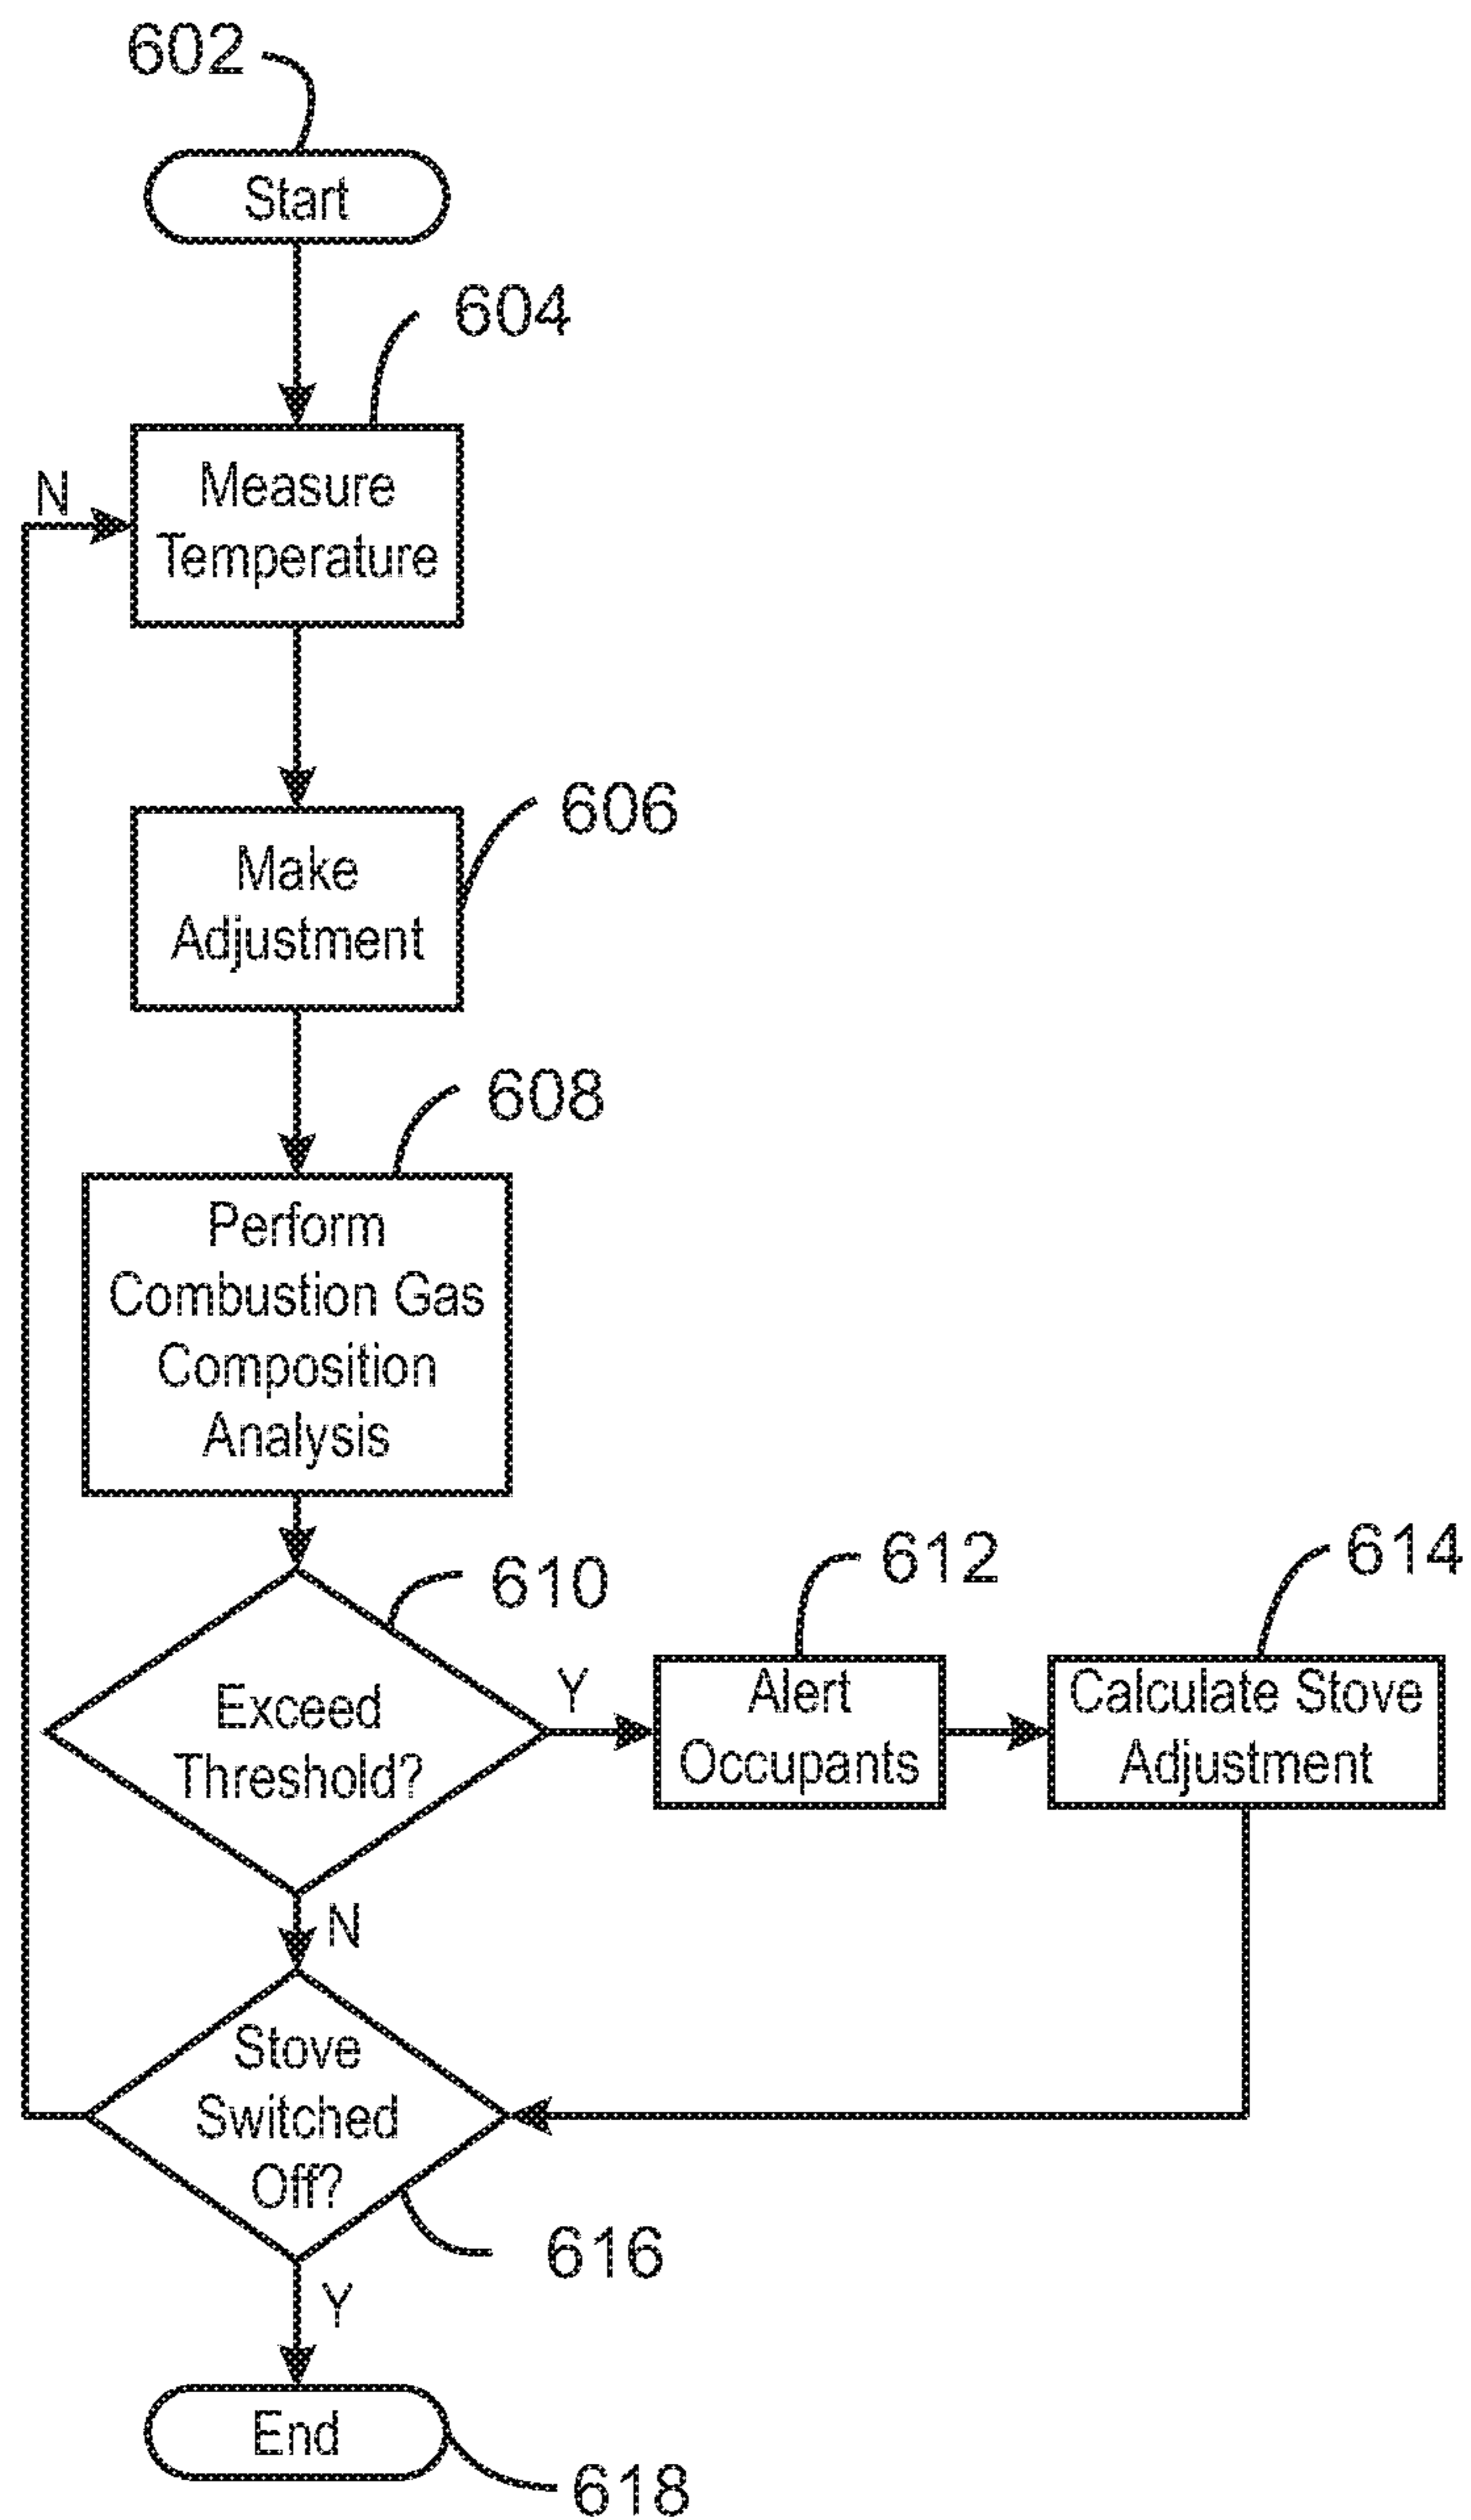 602
Start
604
N
Measure
Temperature
606
Make
Adjustment
608
Perform
Combustion Gas
Composition
Analysis
610
612
614
Exceed
Threshold?
Y
Alert
Occupants
Calculate Stove
Adjustment
N
Stove
Switched
Off?
616
Y
End
618